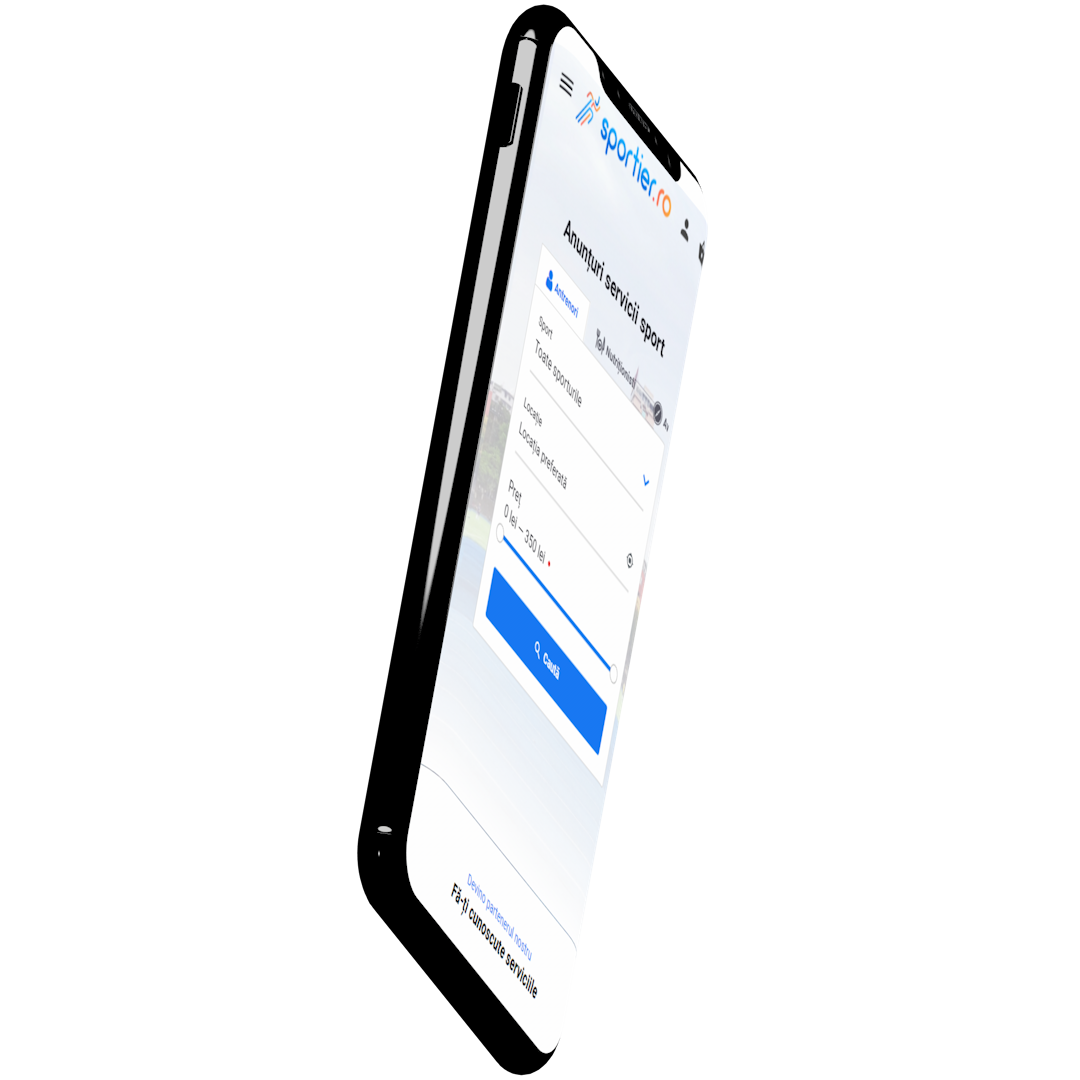 sportier.ro
Anunțuri servicii sport
Antrenori
Nutriționiști
Sport
Toate sporturile
Locație
Locația preferată
Preț
0 lei – 350 lei
Caută
Devino partenerul nostru
Fă-ți cunoscute serviciile